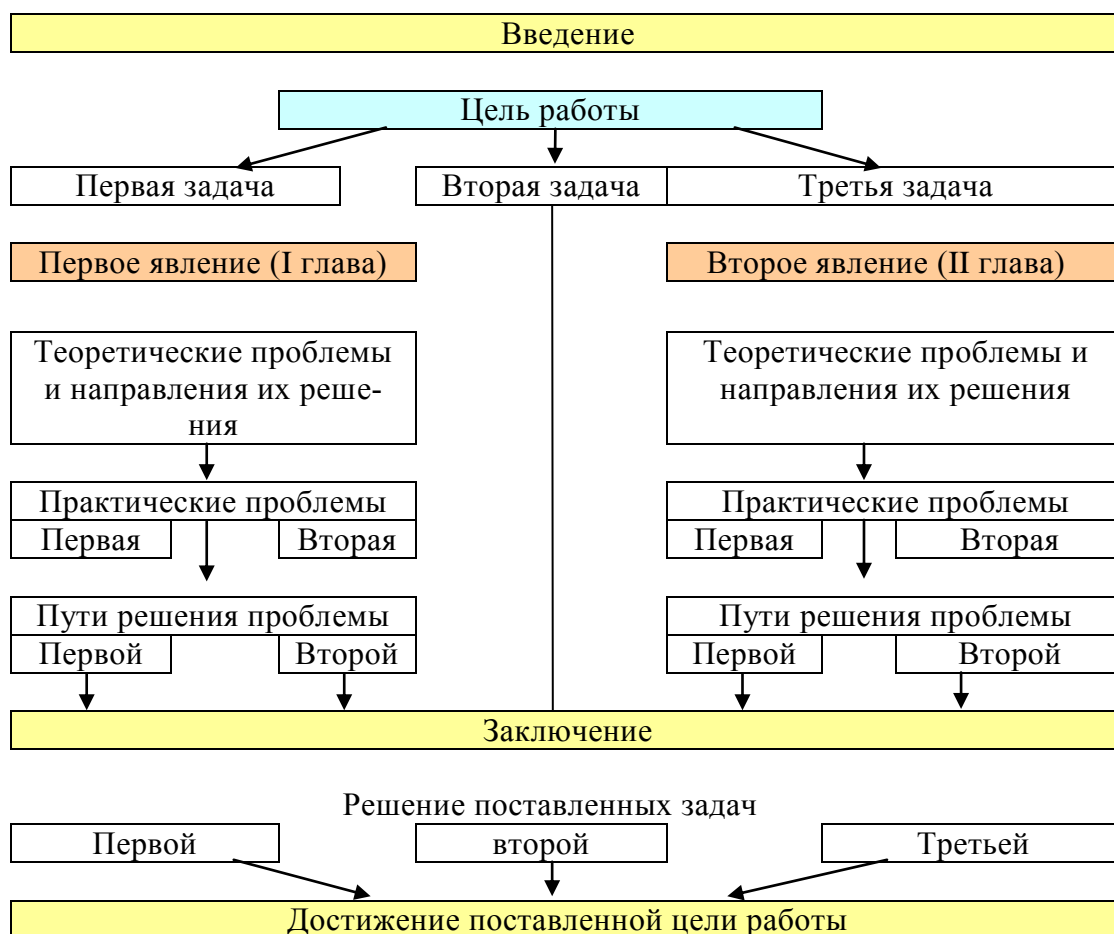 Введение
Цель работы
Первая задача
Вторая задача
Третья задача
Первое явление (I глава)
Второе явление (II глава)
Теоретические проблемы
и направления их реше-
ния
Теоретические проблемы и
направления их решения
Практические проблемы
Первая
Вторая
Практические проблемы
Первая
Вторая
Пути решения проблемы
Первой
Второй
Пути решения проблемы
Первой
Второй
Заключение
Решение поставленных задач
Первой
второй
Третьей
Достижение поставленной цели работы